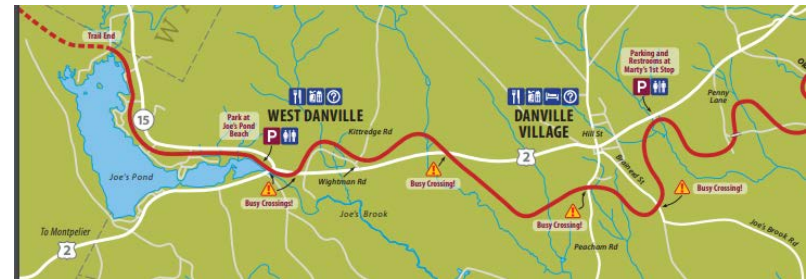 Trail End
15
Park at
Joe's Pond
Beach
P
WEST DANVILLE
Kittredge Rd
Wightman Rd
Busy Crossings!
Joe's Pond
Joe's Brook
To Montpelier
2
Busy Crossing!
2
DANVILLE
VILLAGE
Hill St
Parking and
Restrooms at
Marty's 1st Stop
P
Penny
Lane
Brainerd St
Busy Crossing!
Busy Crossing!
Peacham Rd
Joe's Brook Rd